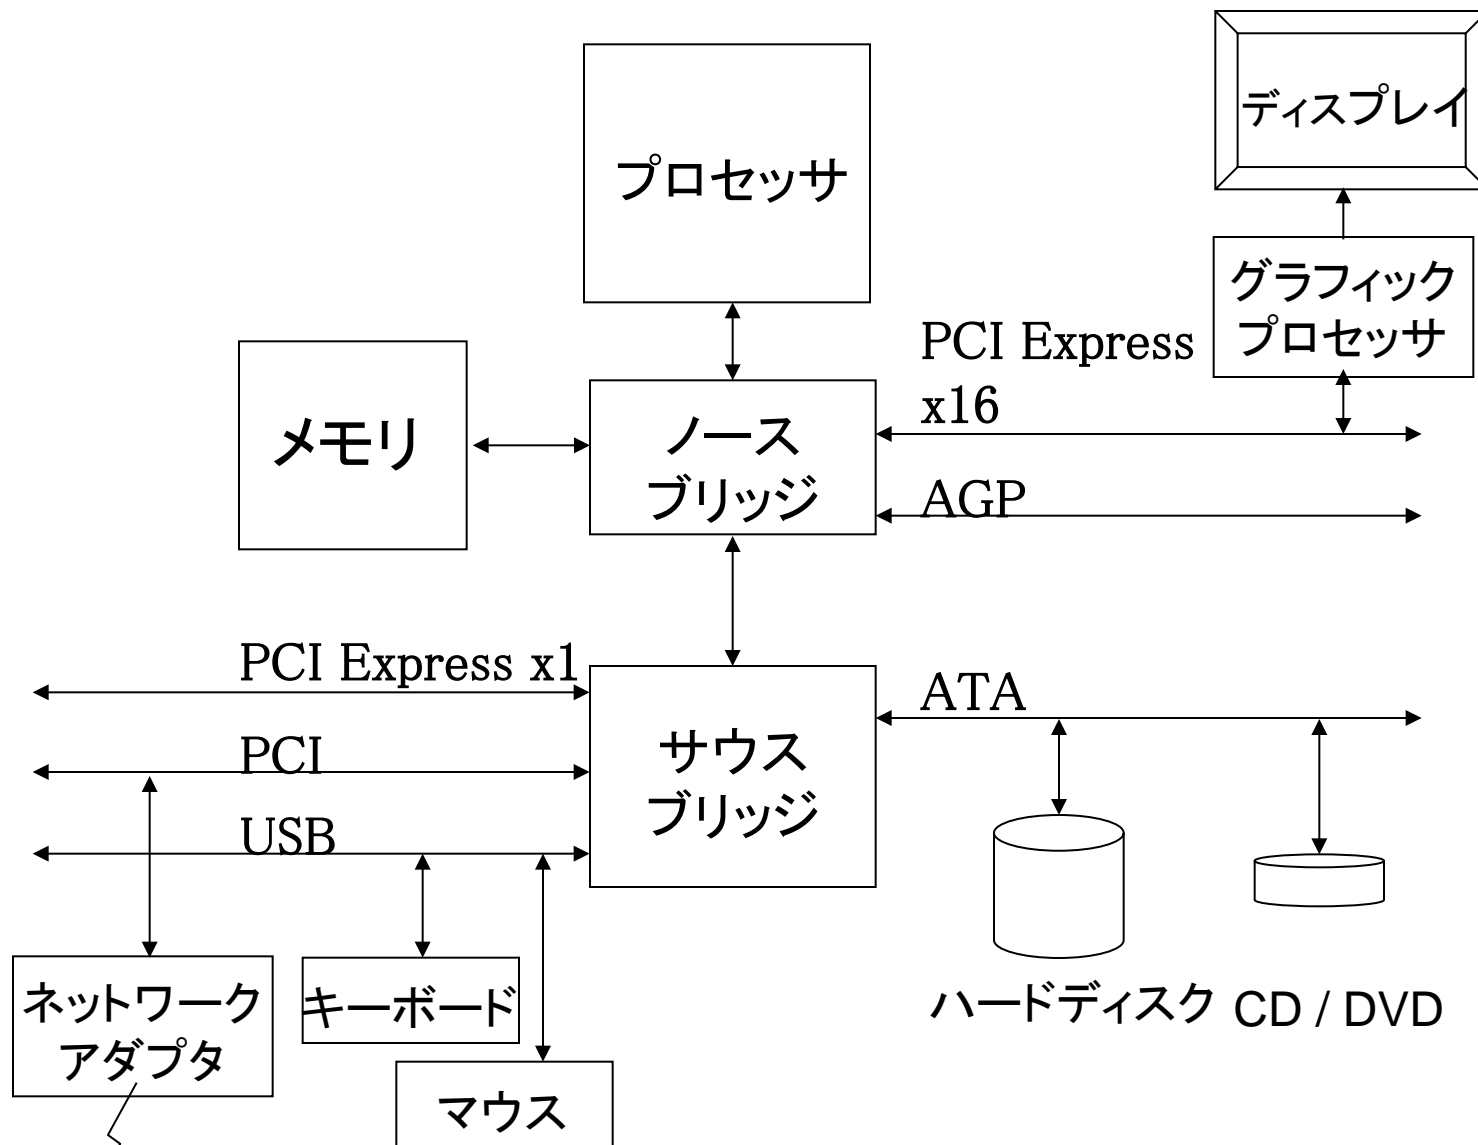 ディスプレイ
プロセッサ
グラフィック
プロセッサ
PCI Express
x16
メモリ
ノース
ブリッジ
AGP
PCI Express x1
ATA
サウス
ブリッジ
PCI
USB
ネットワーク
アダプタ
キーボード
マウス
ハードディスク
CD / DVD